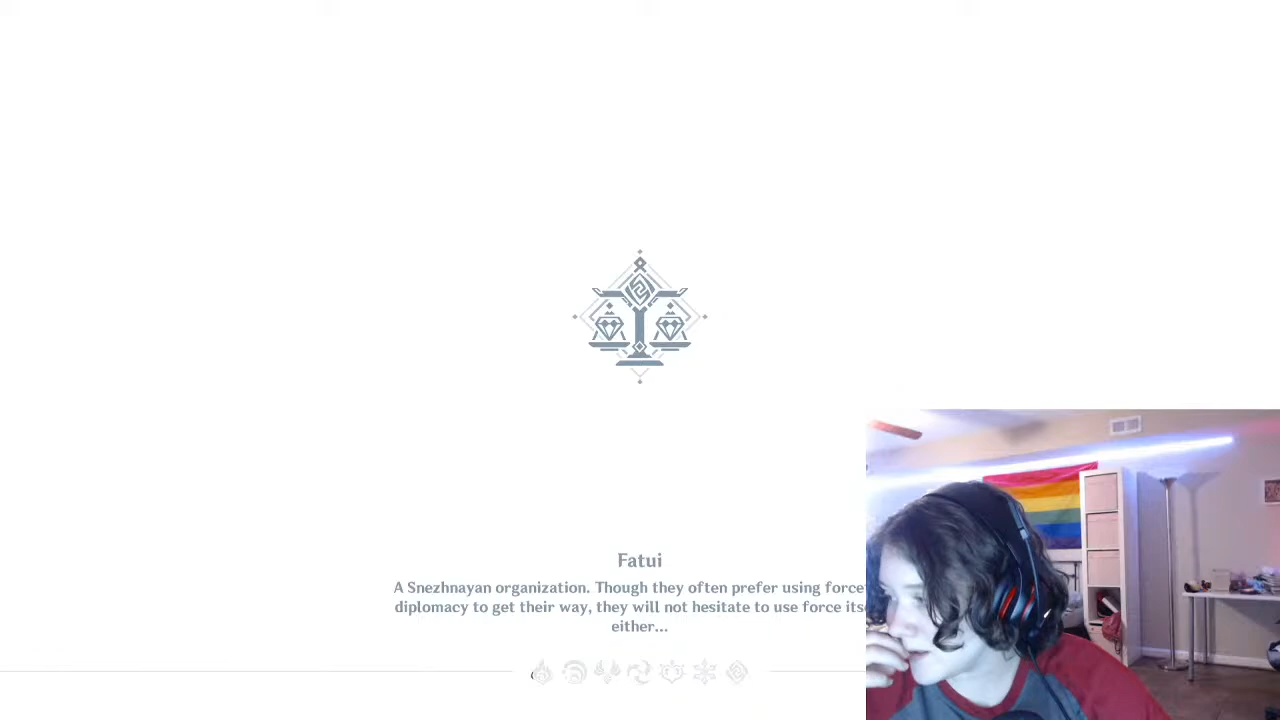 Fatui
A Snezhnayan organization. Though they often prefer using force
diplomacy to get their way, they will not hesitate to use force itse
either...